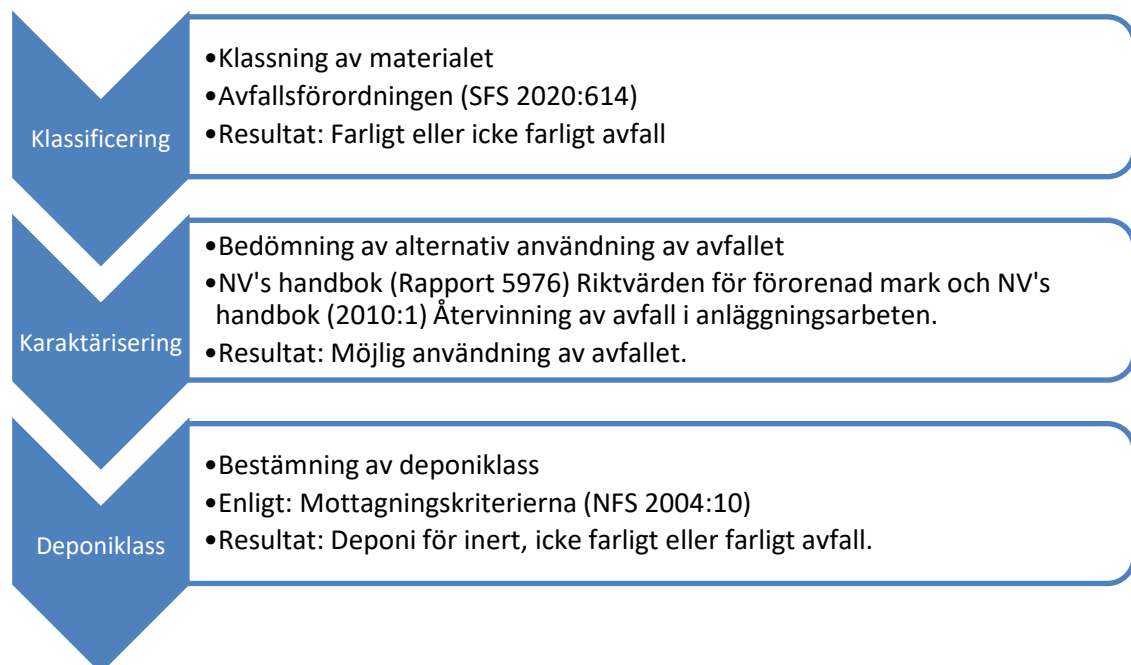 Klassificering
•Klassning av materialet
•Avfallsförordningen (SFS 2020:614)
•Resultat: Farligt eller icke farligt avfall
Karaktärisering
•Bedömning av alternativ användning av avfallet
•NV's handbok (Rapport 5976) Riktvärden för förorenad mark och NV's
handbok (2010:1) Återvinning av avfall i anläggningsarbeten.
•Resultat: Möjlig användning av avfallet.
Deponiklass
•Bestämning av deponiklass
•Enligt: Mottagningskriterierna (NFS 2004:10)
•Resultat: Deponi för inert, icke farligt eller farligt avfall.